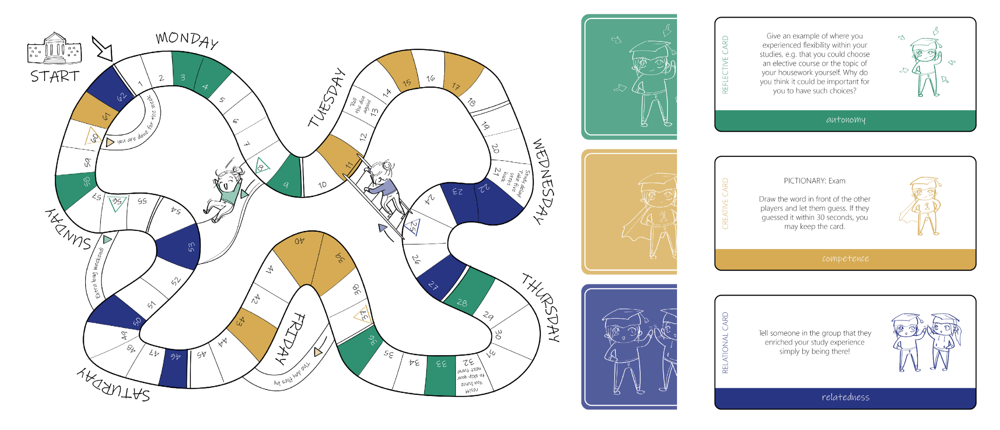 START
MONDAY
1
2
3
4
5
6
7
8
9
10
11
12
TUESDAY
Roll
the dice
again!
13
14
15
16
17
18
19
20
WEDNESDAY
Study delay!
Take five
steps
back
21
22
23
24
25
26
27
THURSDAY
28
29
30
31
32
resit!
You have
to skip your
next turn!
33
34
35
36
FRIDAY
37
38
39
40
41
42
43
44
45
The day flies by
SATURDAY
46
47
48
49
50
51
52
53
54
Extra long weekend!
SUNDAY
55
56
57
58
59
60
61
62
you are done for the week
1
REFLECTIVE CARD
Give an example of where you
experienced flexibility within your
studies, e.g. that you could choose
an elective course or the topic of
your housework yourself. Why do
you think it could be important for
you to have such choices?
autonomy
CREATIVE CARD
PICTIONARY: Exam
Draw the word in front of the other
players and let them guess. If they
guessed it within 30 seconds, you
may keep the card.
1
competence
RELATIONAL CARD
Tell someone in the group that they
enriched your study experience
simply by being there!
relatedness